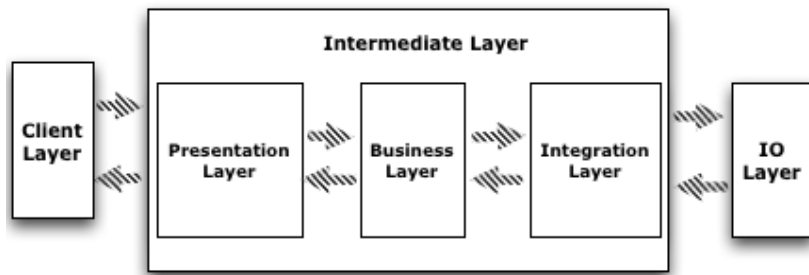 Intermediate Layer
Client
Layer
Presentation
Layer
Business
Layer
Integration
Layer
IO
Layer